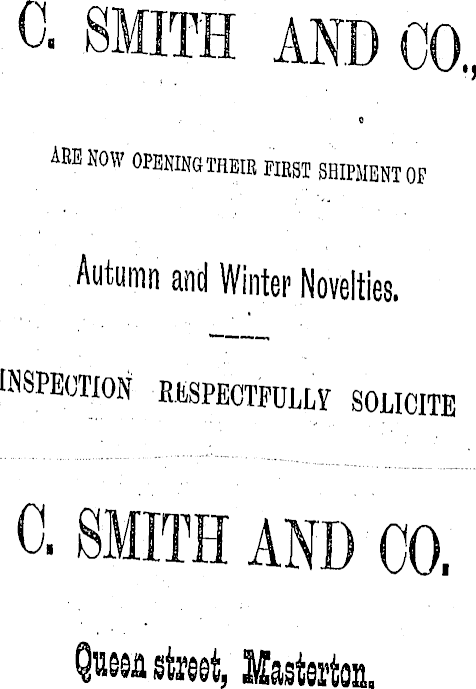 C. SMITH AND CO.,
ARE NOW OPENING THEIR FIRST SHIPMENT OF
Autumn and Winter Novelties.
INSPECTION RESPECTFULLY SOLICITE
C. SMITH AND CO.
Queen street, Masterton.